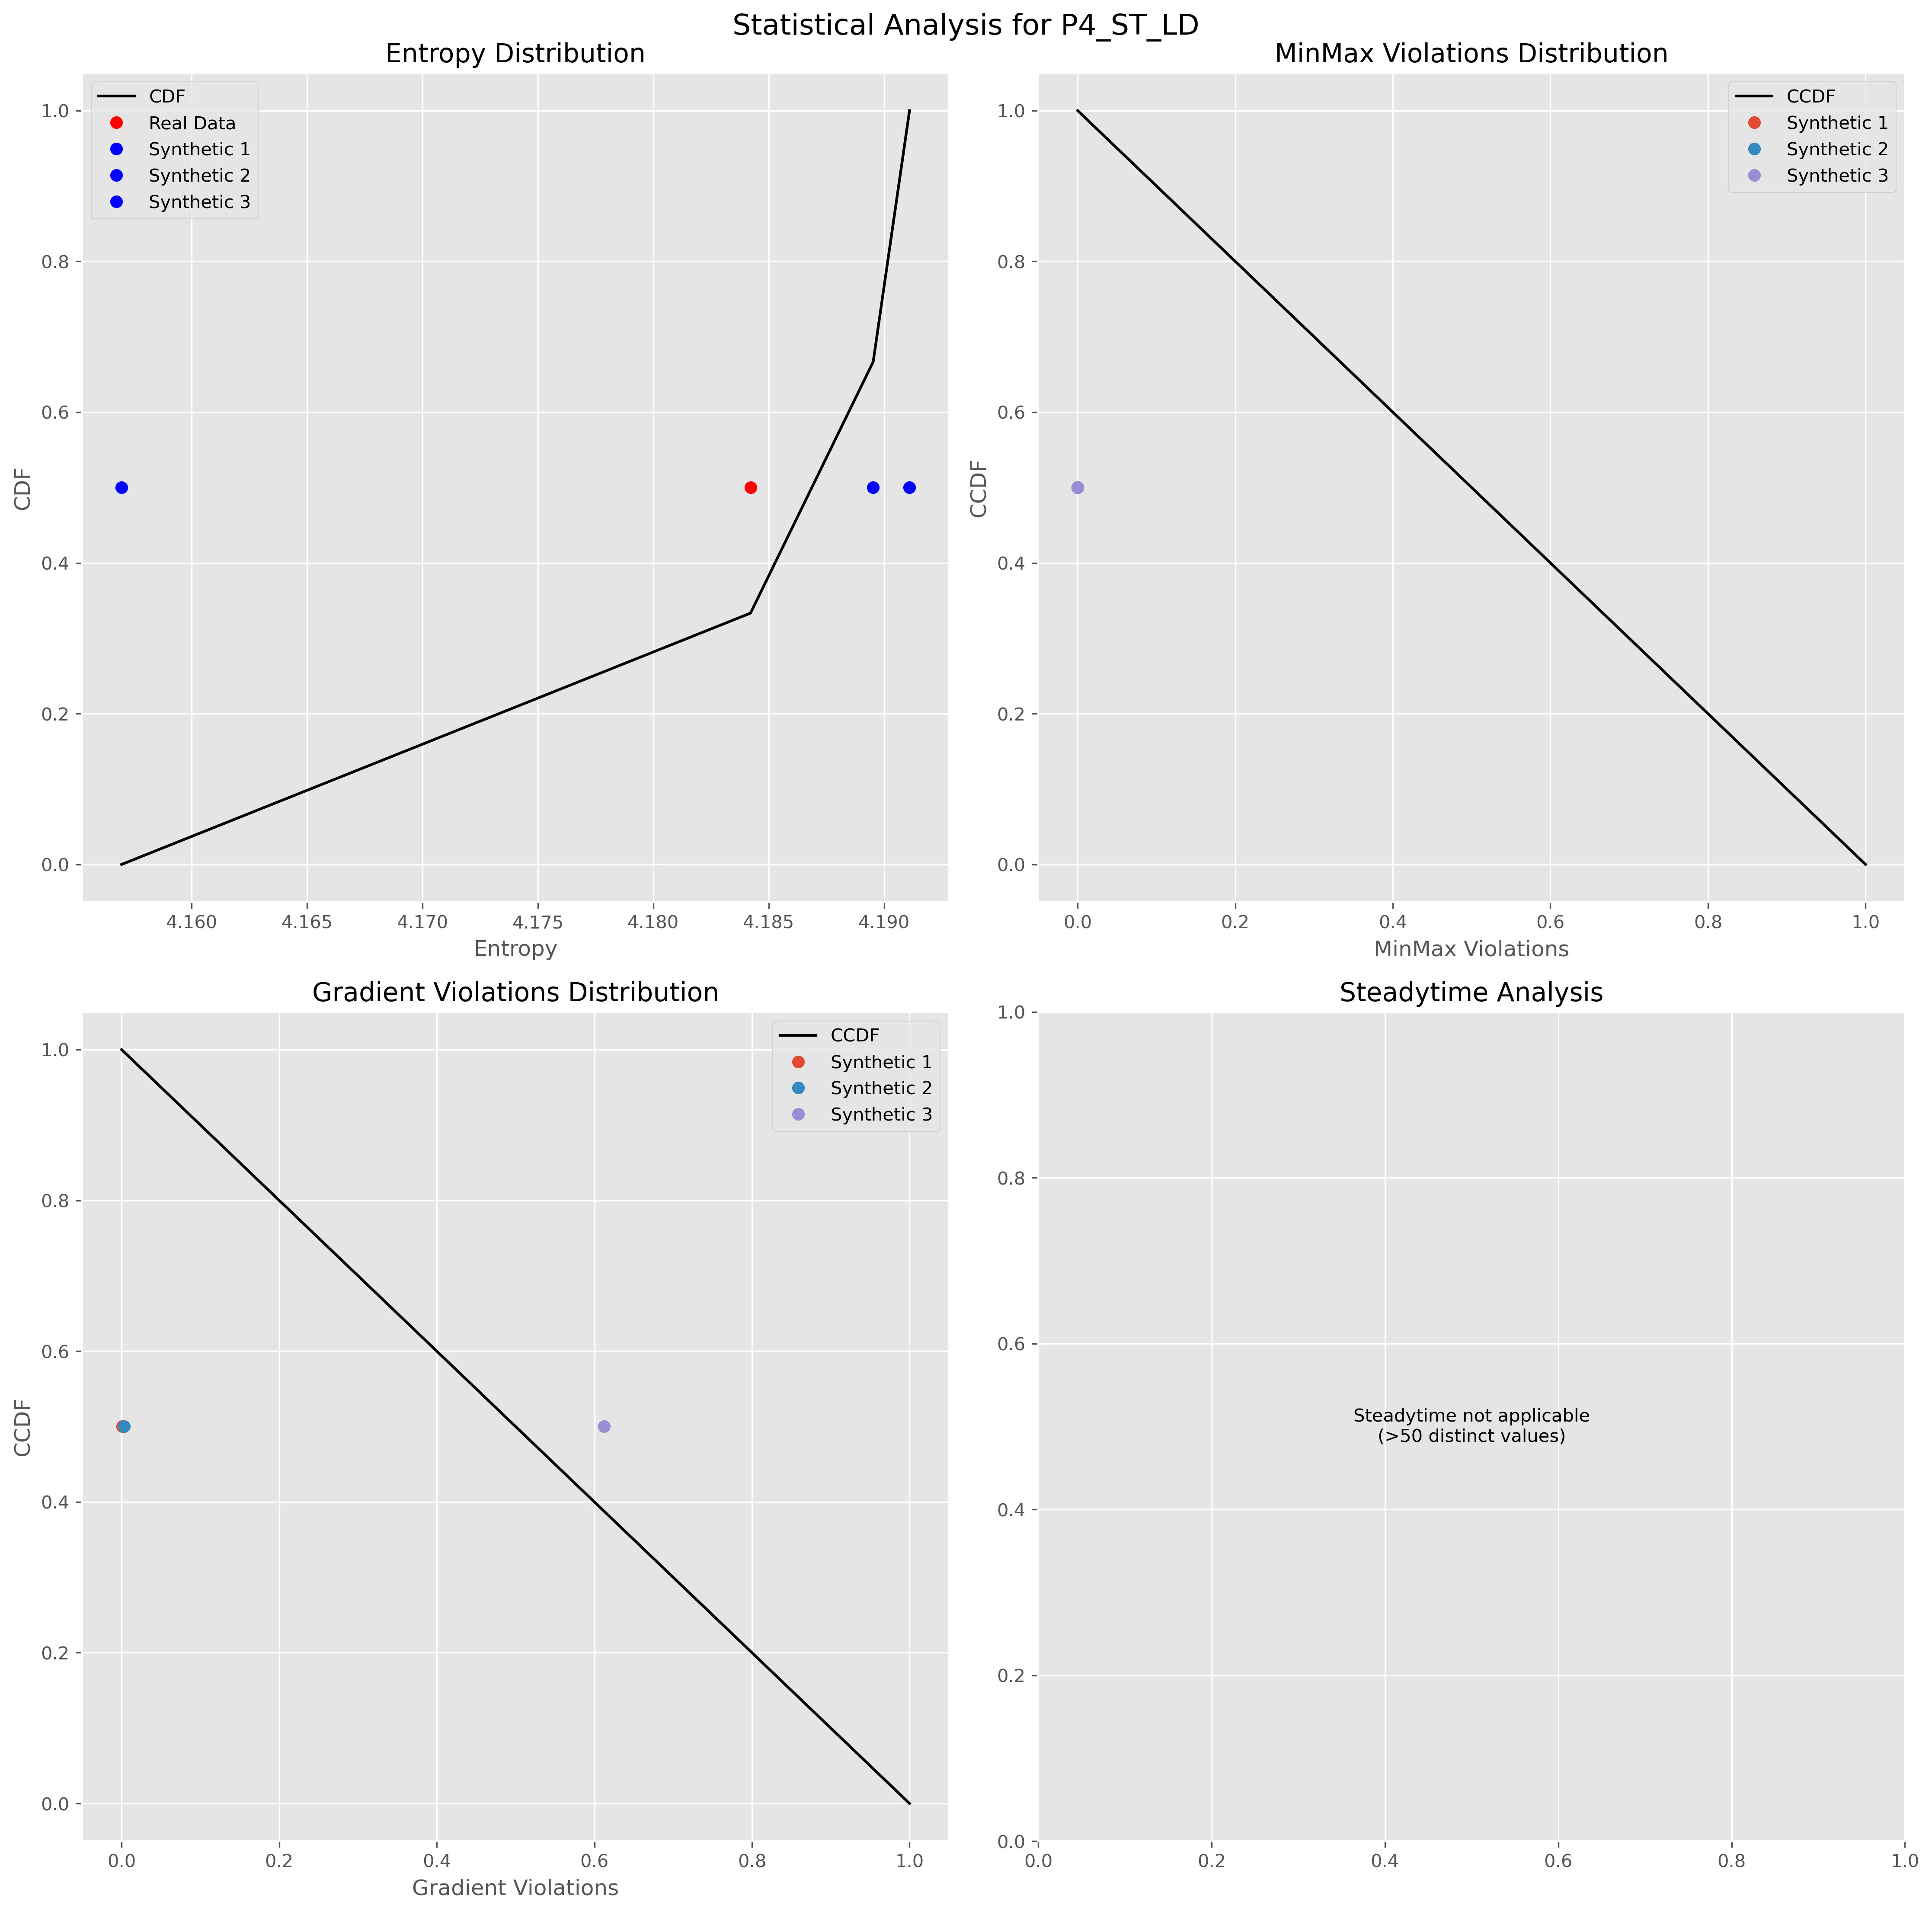 Statistical Analysis for P4_ST_LD
Entropy Distribution
CDF
Real Data
Synthetic 1
Synthetic 2
Synthetic 3
1.0
0.8
0.6
0.4
0.2
0.0
CDF
4.160 4.165 4.170 4.175 4.180 4.185 4.190
Entropy
MinMax Violations Distribution
CCDF
Synthetic 1
Synthetic 2
Synthetic 3
1.0
0.8
0.6
0.4
0.2
0.0
CCDF
0.0 0.2 0.4 0.6 0.8 1.0
MinMax Violations
Gradient Violations Distribution
CCDF
Synthetic 1
Synthetic 2
Synthetic 3
1.0
0.8
0.6
0.4
0.2
0.0
CCDF
0.0 0.2 0.4 0.6 0.8 1.0
Gradient Violations
Steadytime Analysis
1.0
0.8
0.6
0.4
0.2
0.0
Steadytime not applicable
(>50 distinct values)
0.0 0.2 0.4 0.6 0.8 1.0